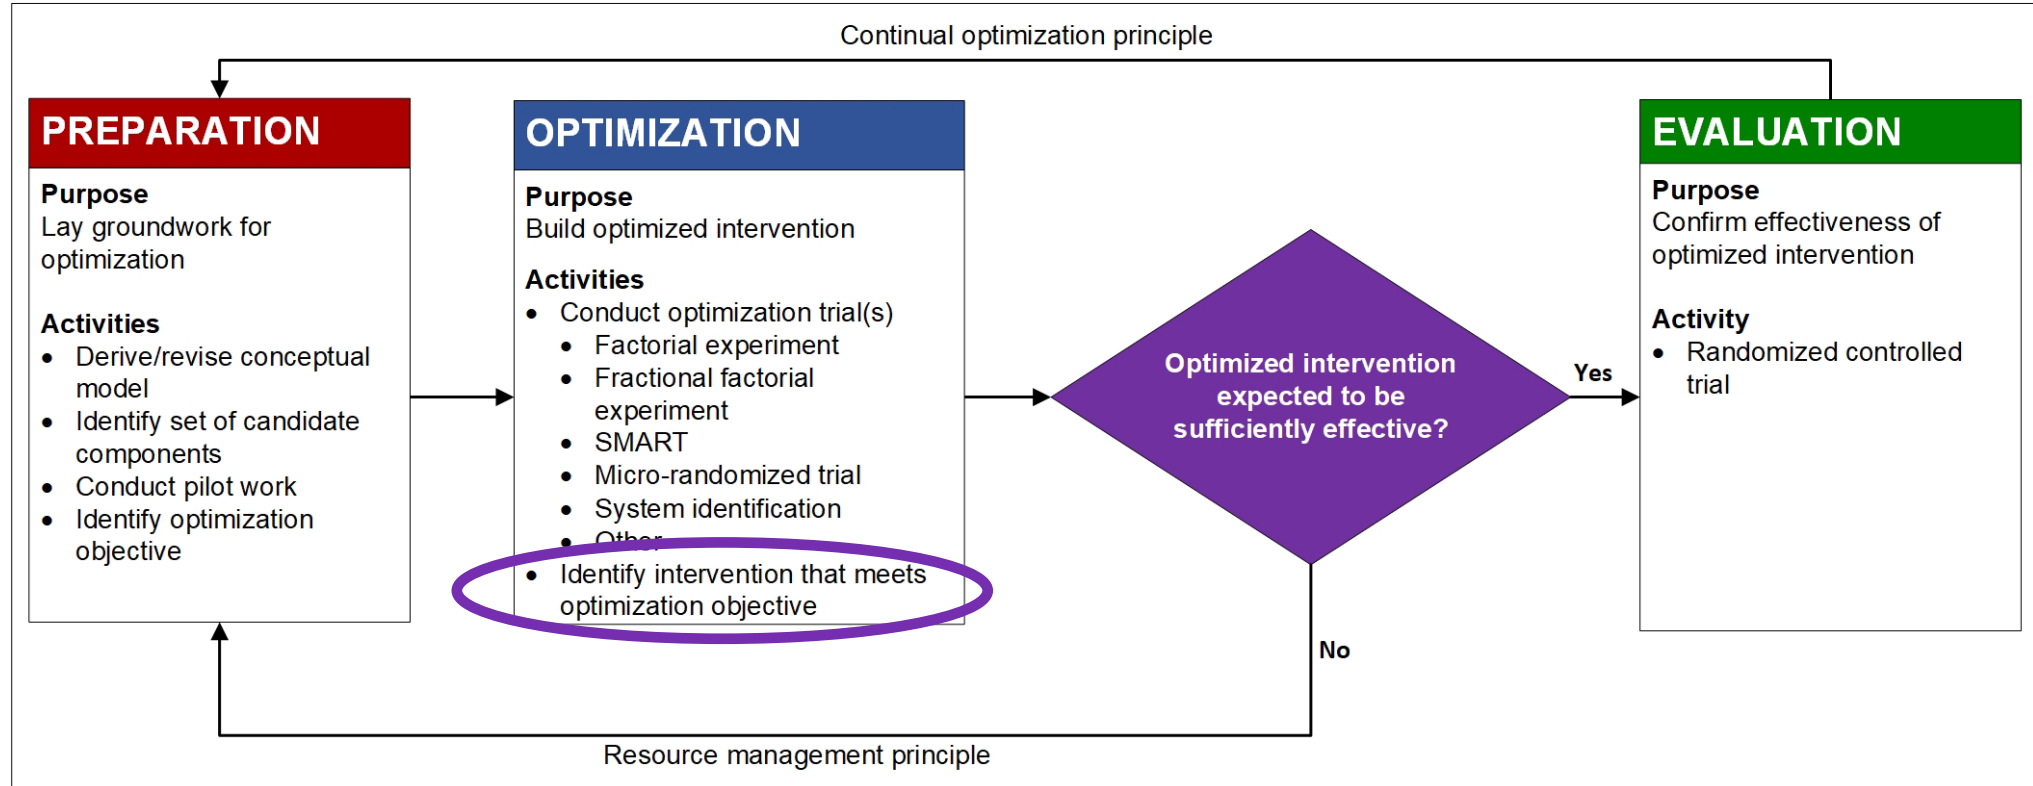 Continual optimization principle
PREPARATION
Purpose
Lay groundwork for
optimization
Activities
• Derive/revise conceptual
model
• Identify set of candidate
components
• Conduct pilot work
• Identify optimization
objective
OPTIMIZATION
Purpose
Build optimized intervention
Activities
• Conduct optimization trial(s)
• Factorial experiment
• Fractional factorial
experiment
• SMART
• Micro-randomized trial
• System identification
• Other
• Identify intervention that meets
optimization objective
Optimized intervention
expected to be
sufficiently effective?
Yes
No
EVALUATION
Purpose
Confirm effectiveness of
optimized intervention
Activity
• Randomized controlled
trial
Resource management principle